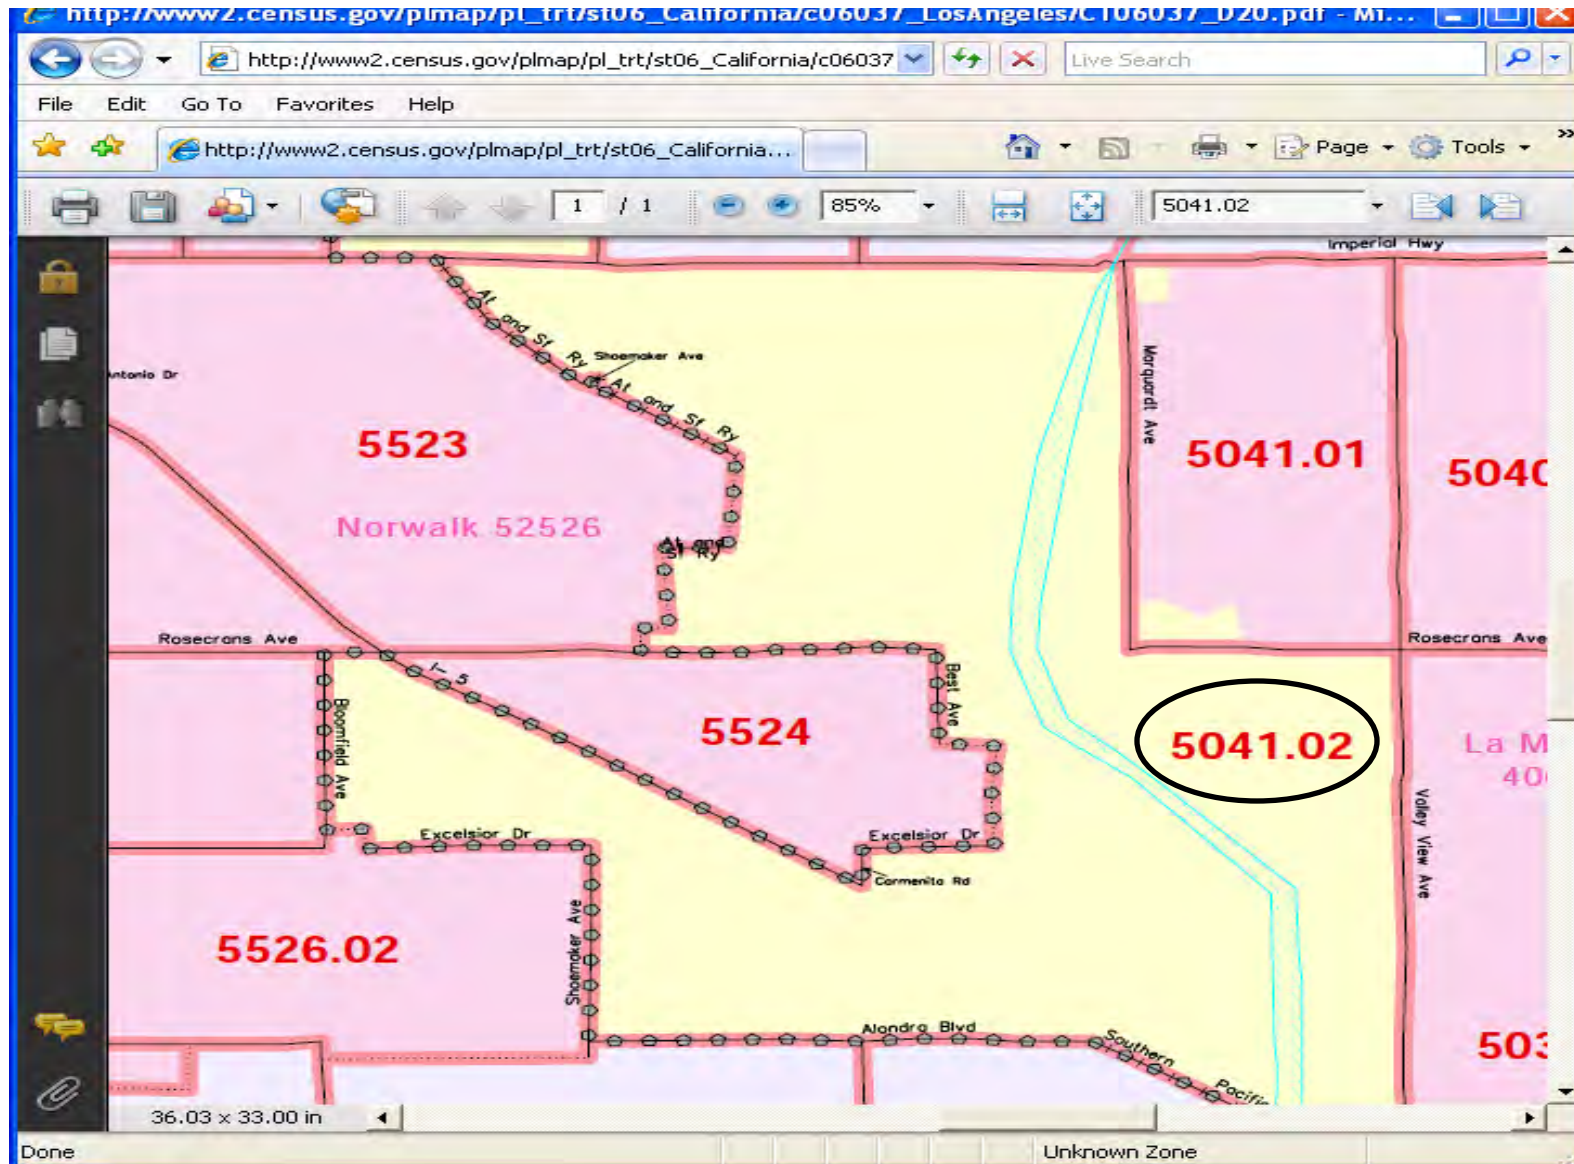 http://www2.census.gov/plmap/pl_trt/st06_California/c06037_LosAngeles/CT06037_D20.pdf - Mi...
http://www2.census.gov/plmap/pl_trt/st06_California/c06037
Live Search
File Edit Go To Favorites Help
http://www2.census.gov/plmap/pl_trt/st06_California...
Page Tools »
1 / 1 85% 5041.02
Imperial Hwy
At and Sf Ry
Shoemaker Ave
Antonio Dr
At and Sf Ry
Marquardt Ave
5523
5041.01
5040
Norwalk 52526
At and
Sf Ry
Rosecrans Ave
Rosecrans Ave
I-5
Best Ave
Bloomfield Ave
5524
5041.02
La M
40
Valley View Ave
Excelsior Dr
Excelsior Dr
Carmenita Rd
5526.02
Shoemaker Ave
Alondra Blvd
Southern Pacific
503
36.03 x 33.00 in
Done
Unknown Zone